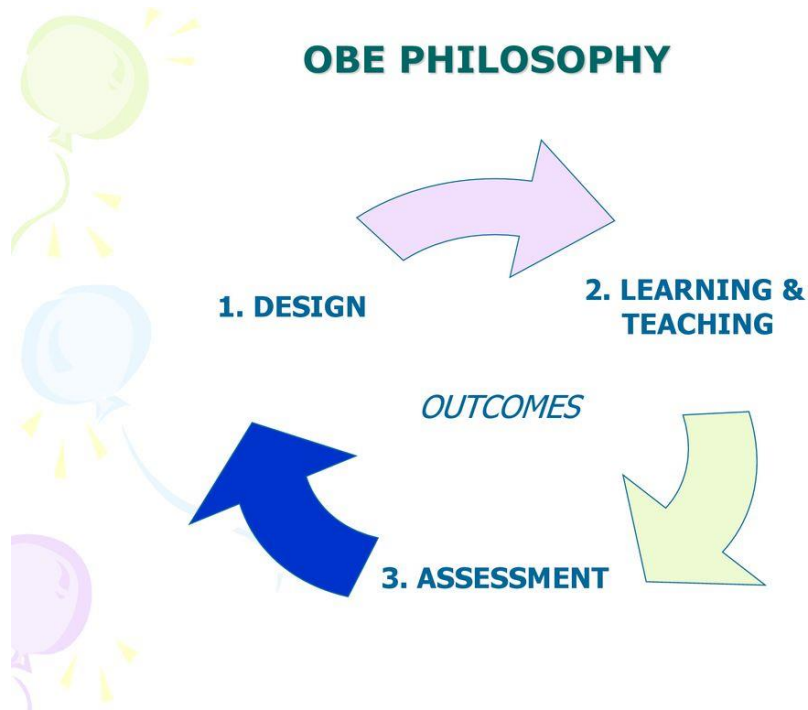 OBE PHILOSOPHY
1. DESIGN
2. LEARNING &
TEACHING
OUTCOMES
3. ASSESSMENT